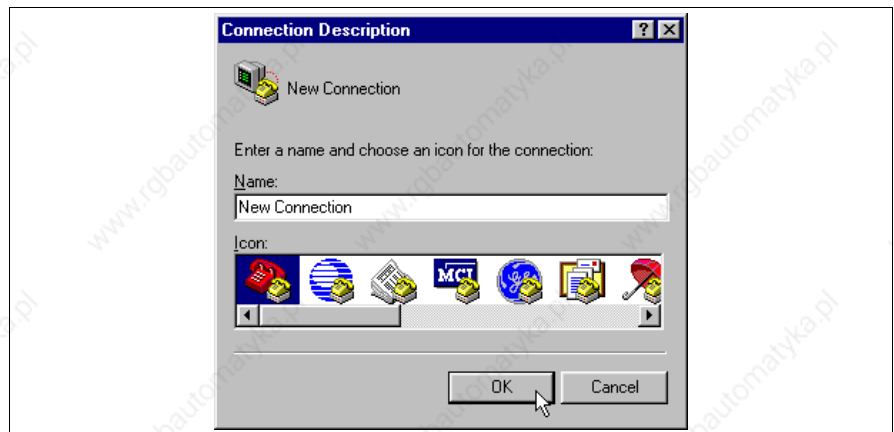 Connection Description
New Connection
Enter a name and choose an icon for the connection:
Name:
New Connection
Icon:
MCI
OK
Cancel
www.rgbautomatyka.pl